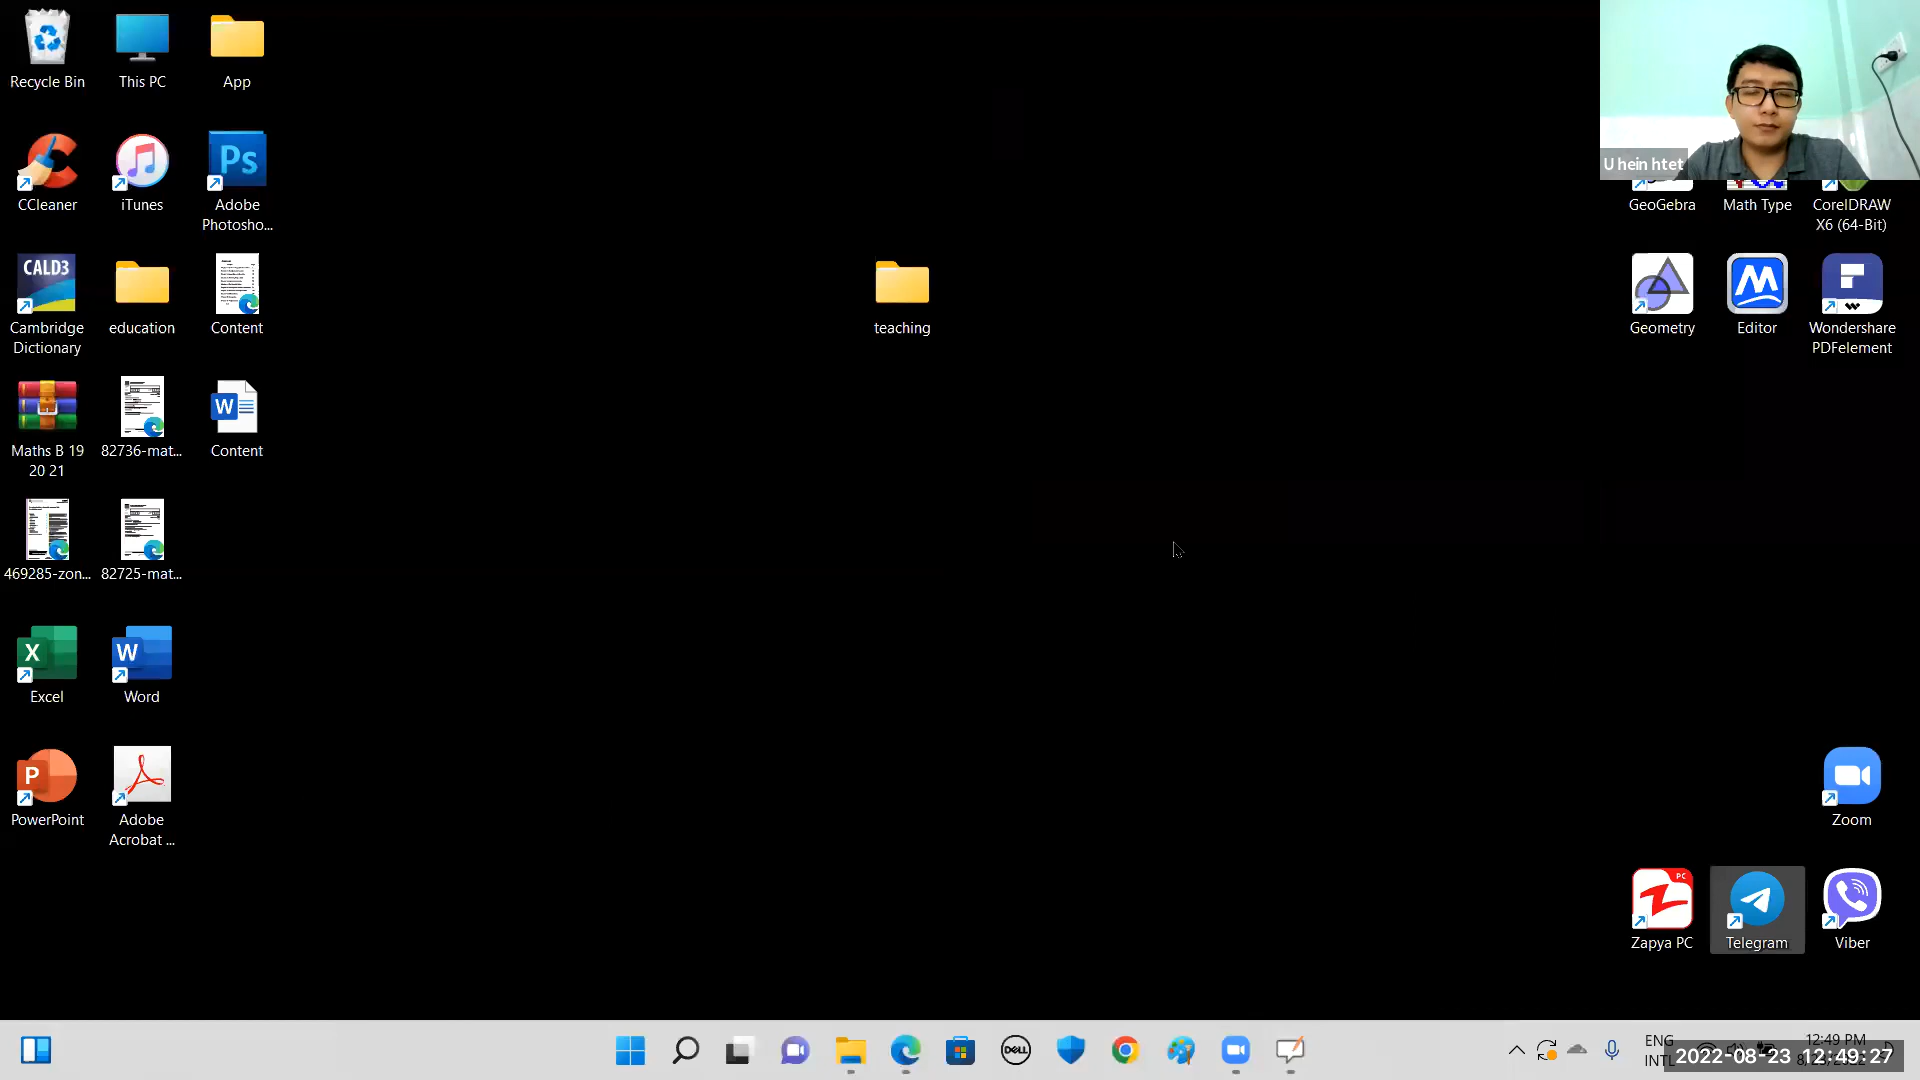 Recycle Bin
This PC
App
U hein htet
CCleaner
iTunes
Ps
Adobe
Photosho...
GeoGebra
Math Type
CorelDRAW
X6 (64-Bit)
CALD3
Cambridge
Dictionary
education
Content
teaching
Geometry
Editor
Wondershare
PDFelement
Maths B 19
20 21
82736-mat...
W
Content
469285-zon...
82725-mat...
X
Excel
W
Word
P
PowerPoint
Adobe
Acrobat ...
Zoom
PC
Zapya PC
Telegram
Viber
DELL
ENG
INTL
12:49 PM
2022-08-23 12:49:27